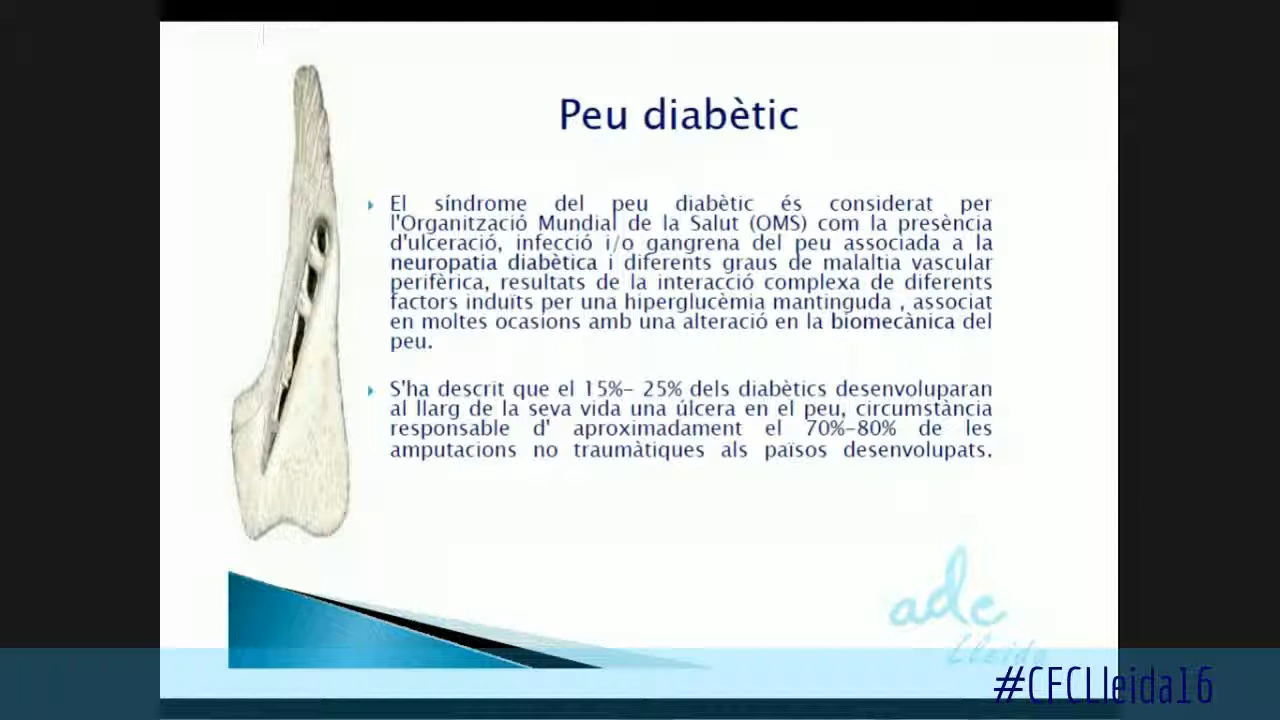 Peu diabètic
El síndrome del peu diabètic és considerat per
l'Organització Mundial de la Salut (OMS) com la presència
d'ulceració, infecció i/o gangrena del peu associada a la
neuropatia diabètica i diferents graus de malaltia vascular
perifèrica, resultats de la interacció complexa de diferents
factors induïts per una hiperglucèmia mantinguda , associat
en moltes ocasions amb una alteració en la biomecànica del
peu.
S'ha descrit que el 15%- 25% dels diabètics desenvoluparan
al llarg de la seva vida una úlcera en el peu, circumstància
responsable d' aproximadament el 70%-80% de les
amputacions no traumàtiques als països desenvolupats.
adc
Lleida
#CFCLleida16